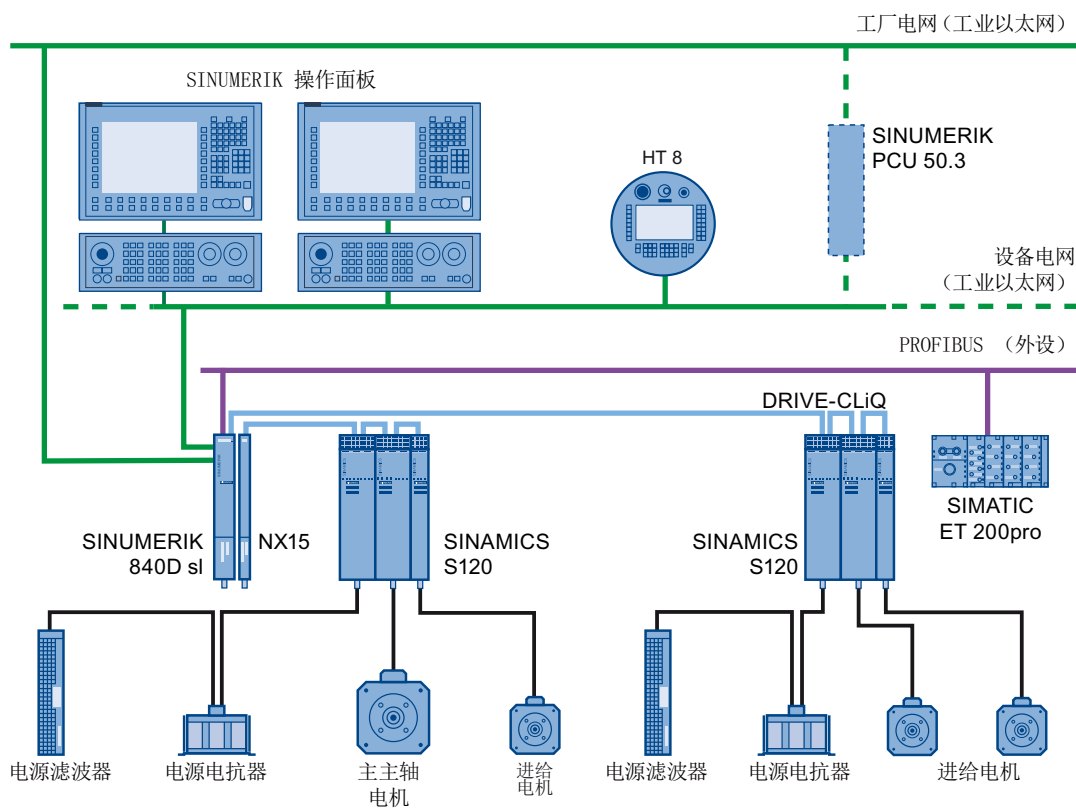 工厂电网(工业以太网)
SINUMERIK 操作面板
SINUMERIK
PCU 50.3
HT 8
设备电网
(工业以太网)
PROFIBUS （外设）
DRIVE-CLiQ
SINUMERIK
840D sl
NX15
SINAMICS
S120
SINAMICS
S120
SIMATIC
ET 200pro
电源滤波器
电源电抗器
主主轴
电机
进给
电机
电源滤波器
电源电抗器
进给电机